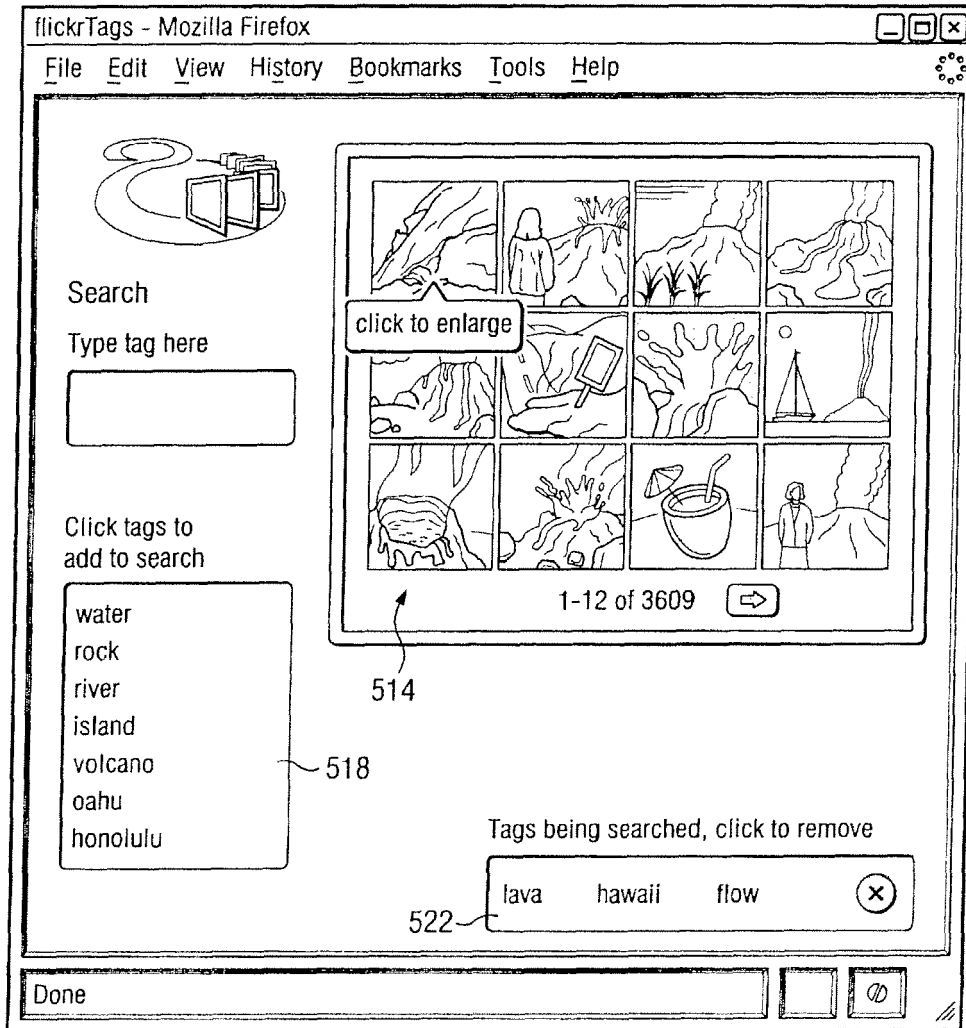 flickrTags - Mozilla Firefox
File Edit View History Bookmarks Tools Help
Search
Type tag here
click to enlarge
Click tags to
add to search
water
rock
river
island
volcano
oahu
honolulu
1-12 of 3609
514
518
Tags being searched, click to remove
lava hawaii flow
522
Done